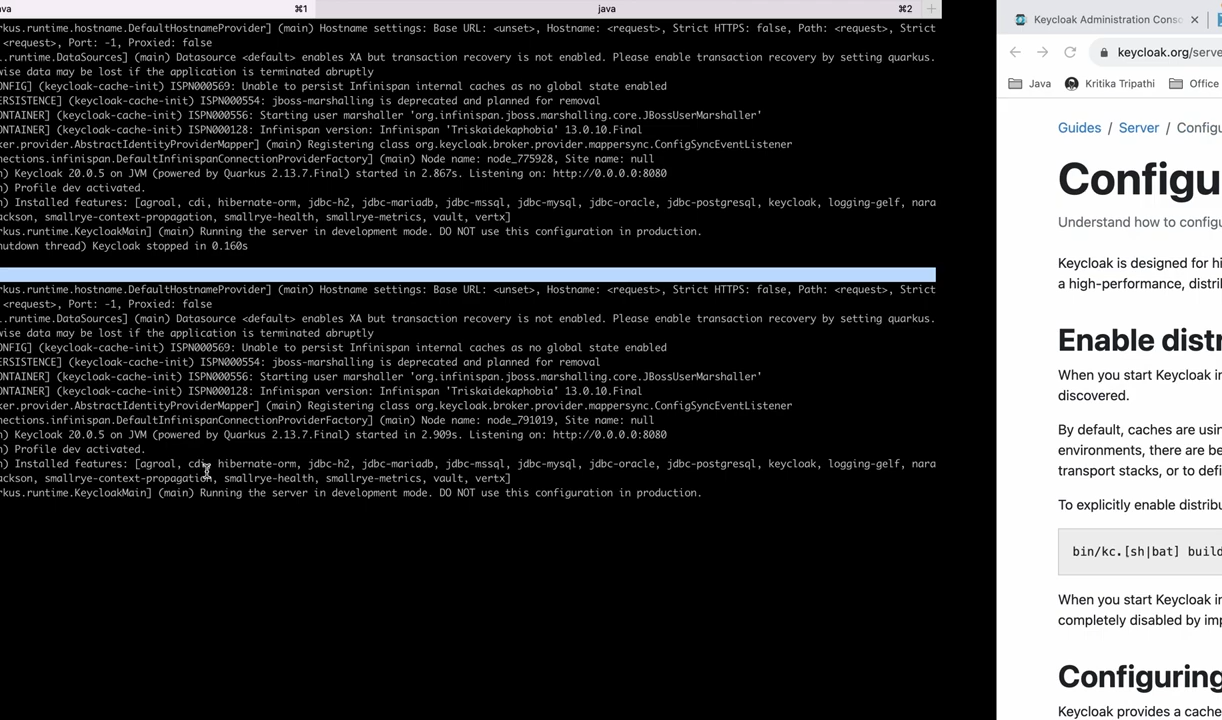 ava ⌘1 java ⌘2
rkus.runtime.hostname.DefaultHostnameProvider] (main) Hostname settings: Base URL: <unset>, Hostname: <request>, Strict HTTPS: false, Path: <request>, Strict
<request>, Port: -1, Proxied: false
.runtime.DataSources] (main) Datasource <default> enables XA but transaction recovery is not enabled. Please enable transaction recovery by setting quarkus.
wise data may be lost if the application is terminated abruptly
ONFIG] (keycloak-cache-init) ISPN000569: Unable to persist Infinispan internal caches as no global state enabled
ERSISTENCE] (keycloak-cache-init) ISPN000554: jboss-marshalling is deprecated and planned for removal
ONTAINER] (keycloak-cache-init) ISPN000556: Starting user marshaller 'org.infinispan.jboss.marshalling.core.JBossUserMarshaller'
ONTAINER] (keycloak-cache-init) ISPN000128: Infinispan version: Infinispan 'Triskaidekaphobia' 13.0.10.Final
ker.provider.AbstractIdentityProviderMapper] (main) Registering class org.keycloak.broker.provider.mappersync.ConfigSyncEventListener
nections.infinispan.DefaultInfinispanConnectionProviderFactory] (main) Node name: node_775928, Site name: null
n) Keycloak 20.0.5 on JVM (powered by Quarkus 2.13.7.Final) started in 2.867s. Listening on: http://0.0.0.0:8080
n) Profile dev activated.
n) Installed features: [agroal, cdi, hibernate-orm, jdbc-h2, jdbc-mariadb, jdbc-mssql, jdbc-mysql, jdbc-oracle, jdbc-postgresql, keycloak, logging-gelf, nara
ackson, smallrye-context-propagation, smallrye-health, smallrye-metrics, vault, vertx]
rkus.runtime.KeycloakMain] (main) Running the server in development mode. DO NOT use this configuration in production.
hutdown thread) Keycloak stopped in 0.160s
rkus.runtime.hostname.DefaultHostnameProvider] (main) Hostname settings: Base URL: <unset>, Hostname: <request>, Strict HTTPS: false, Path: <request>, Strict
<request>, Port: -1, Proxied: false
.runtime.DataSources] (main) Datasource <default> enables XA but transaction recovery is not enabled. Please enable transaction recovery by setting quarkus.
wise data may be lost if the application is terminated abruptly
ONFIG] (keycloak-cache-init) ISPN000569: Unable to persist Infinispan internal caches as no global state enabled
ERSISTENCE] (keycloak-cache-init) ISPN000554: jboss-marshalling is deprecated and planned for removal
ONTAINER] (keycloak-cache-init) ISPN000556: Starting user marshaller 'org.infinispan.jboss.marshalling.core.JBossUserMarshaller'
ONTAINER] (keycloak-cache-init) ISPN000128: Infinispan version: Infinispan 'Triskaidekaphobia' 13.0.10.Final
ker.provider.AbstractIdentityProviderMapper] (main) Registering class org.keycloak.broker.provider.mappersync.ConfigSyncEventListener
nections.infinispan.DefaultInfinispanConnectionProviderFactory] (main) Node name: node_791019, Site name: null
n) Keycloak 20.0.5 on JVM (powered by Quarkus 2.13.7.Final) started in 2.909s. Listening on: http://0.0.0.0:8080
n) Profile dev activated.
n) Installed features: [agroal, cdi, hibernate-orm, jdbc-h2, jdbc-mariadb, jdbc-mssql, jdbc-mysql, jdbc-oracle, jdbc-postgresql, keycloak, logging-gelf, nara
ackson, smallrye-context-propagation, smallrye-health, smallrye-metrics, vault, vertx]
rkus.runtime.KeycloakMain] (main) Running the server in development mode. DO NOT use this configuration in production.
Keycloak Administration Conso
keycloak.org/serve
Java Kritika Tripathi Office
Guides / Server / Configu
Configu
Understand how to configu
Keycloak is designed for hi
a high-performance, distrib
Enable distr
When you start Keycloak in
discovered.
By default, caches are usin
environments, there are be
transport stacks, or to defi
To explicitly enable distribu
bin/kc.[sh|bat] build
When you start Keycloak in
completely disabled by imp
Configuring
Keycloak provides a cache